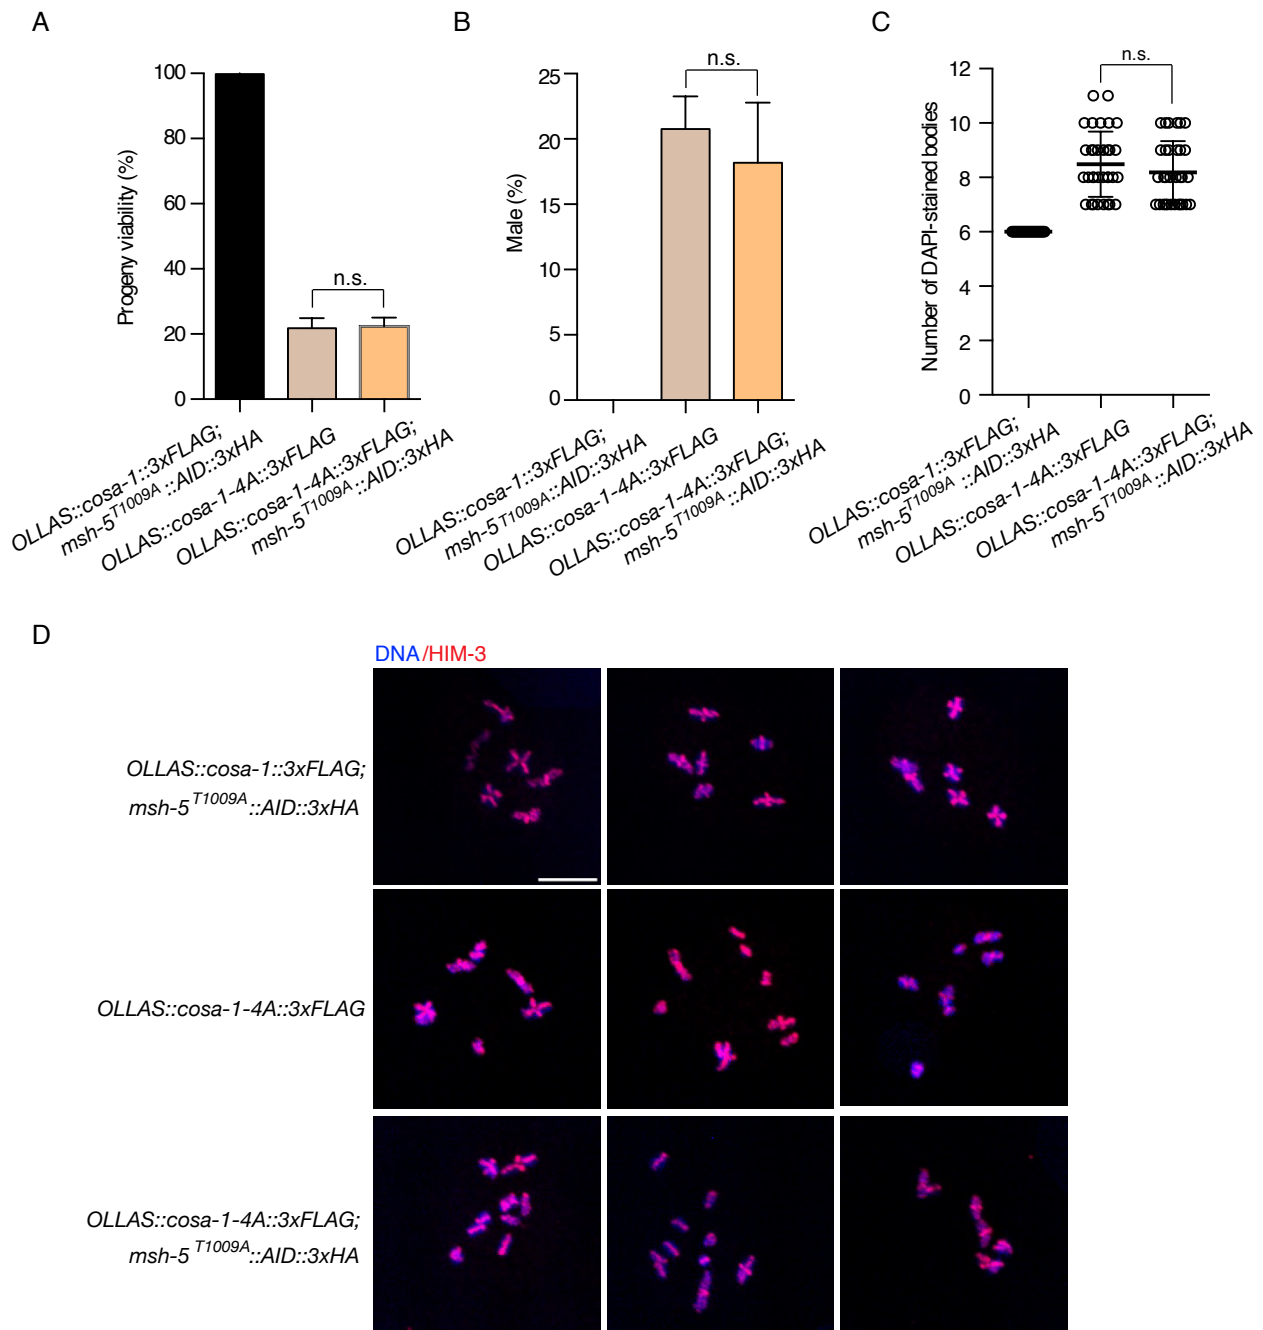 A
B
C
Progeny viability (%)
100
80
60
40
20
0
n.s.
OLLAS::cosa-1::3xFLAG;
msh-5T1009A::AID::3xHA
OLLAS::cosa-1-4A::3xFLAG
OLLAS::cosa-1-4A::3xFLAG;
msh-5T1009A::AID::3xHA
Male (%)
25
20
15
10
5
0
n.s.
OLLAS::cosa-1::3xFLAG;
msh-5T1009A::AID::3xHA
OLLAS::cosa-1-4A::3xFLAG
OLLAS::cosa-1-4A::3xFLAG;
msh-5T1009A::AID::3xHA
Number of DAPI-stained bodies
12
10
8
6
4
2
0
n.s.
OLLAS::cosa-1::3xFLAG;
msh-5T1009A::AID::3xHA
OLLAS::cosa-1-4A::3xFLAG
OLLAS::cosa-1-4A::3xFLAG;
msh-5T1009A::AID::3xHA
D
DNA/HIM-3
OLLAS::cosa-1::3xFLAG;
msh-5 T1009A::AID::3xHA
OLLAS::cosa-1-4A::3xFLAG
OLLAS::cosa-1-4A::3xFLAG;
msh-5 T1009A::AID::3xHA